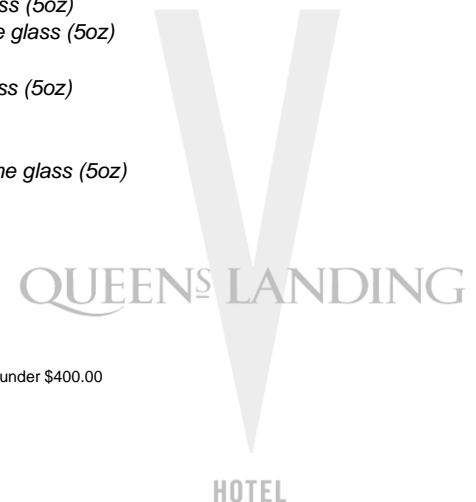 ss (5oz)
e glass (5oz)
ss (5oz)
ne glass (5oz)
QUEENS LANDING
under $400.00
HOTEL